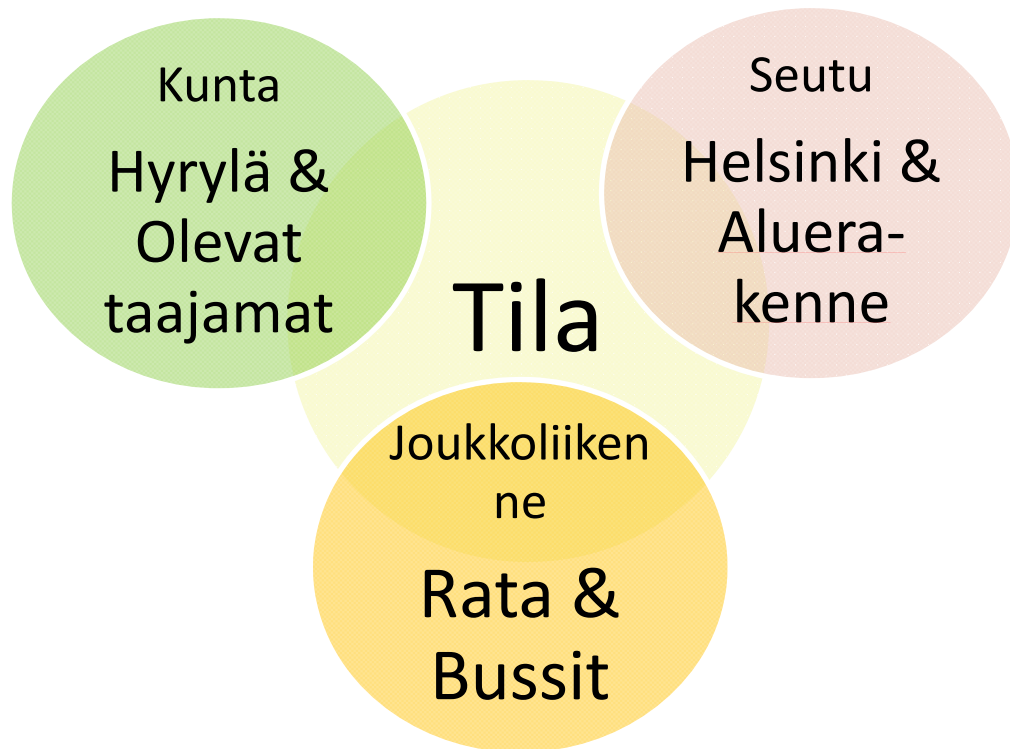 Kunta
Hyrylä &
Olevat
taajamat
Seutu
Helsinki &
Aluera-
kenne
Tila
Joukkoliiken
ne
Rata &
Bussit